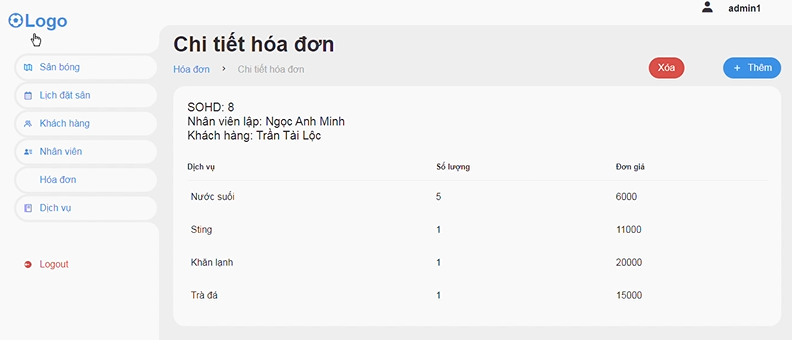 Logo
admin1
Chi tiết hóa đơn
Hóa đơn > Chi tiết hóa đơn
Xóa
+ Thêm
Sân bóng
Lịch đặt sân
Khách hàng
Nhân viên
Hóa đơn
Dịch vụ
Logout
SOHD: 8
Nhân viên lập: Ngọc Anh Minh
Khách hàng: Trần Tài Lộc
Dịch vụ Số lượng Đơn giá
Nước suối 5 6000
Sting 1 11000
Khăn lạnh 1 20000
Trà đá 1 15000